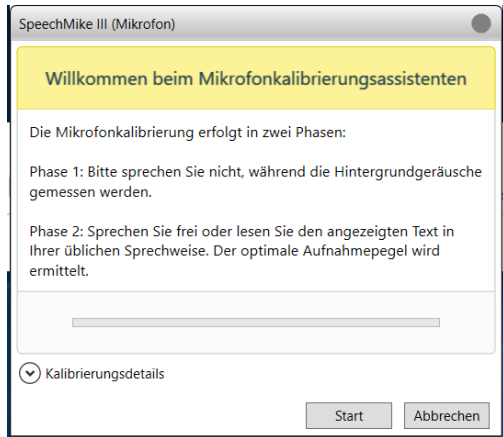 SpeechMike III (Mikrofon)
Willkommen beim Mikrofonkalibrierungsassistenten
Die Mikrofonkalibrierung erfolgt in zwei Phasen:
Phase 1: Bitte sprechen Sie nicht, während die Hintergrundgeräusche
gemessen werden.
Phase 2: Sprechen Sie frei oder lesen Sie den angezeigten Text in
Ihrer üblichen Sprechweise. Der optimale Aufnahmepegel wird
ermittelt.
Kalibrierungsdetails
Start Abbrechen